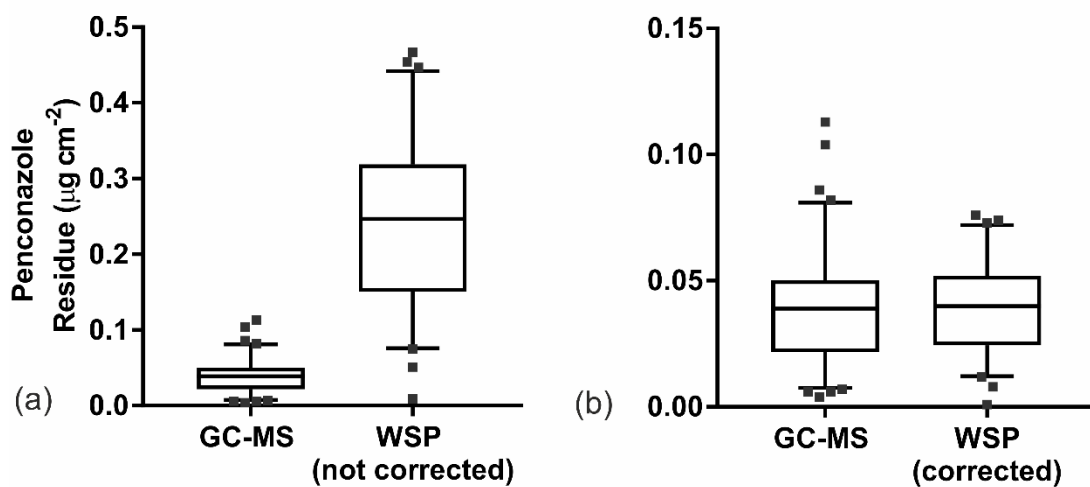 Penconazole
Residue (µg cm-2)
0.5
0.4
0.3
0.2
0.1
0.0
GC-MS
WSP
(not corrected)
(a)
0.15
0.10
0.05
0.00
GC-MS
WSP
(corrected)
(b)